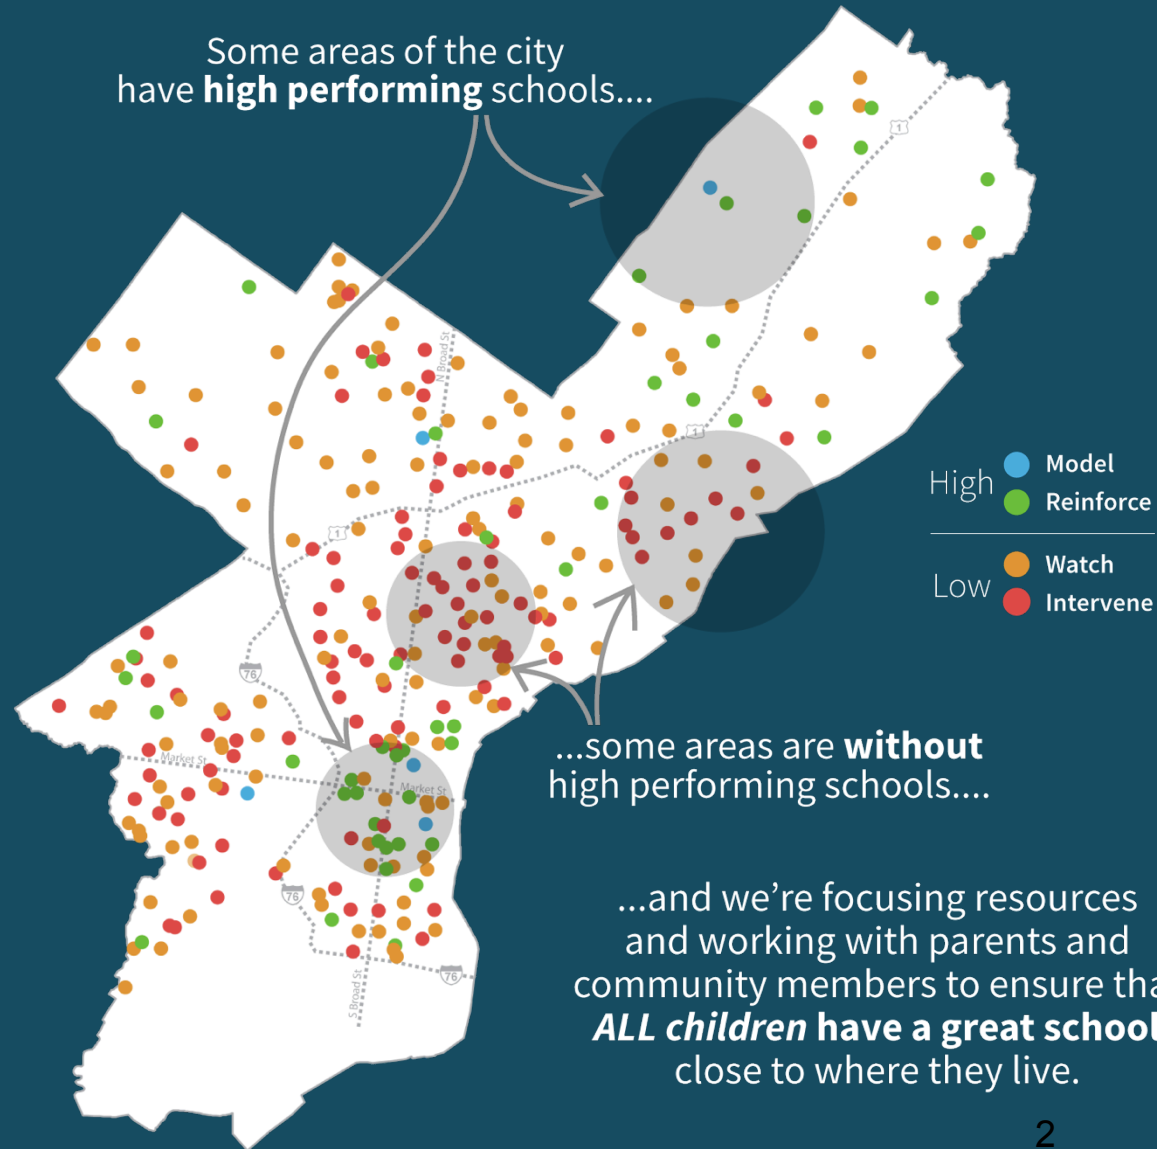 Some areas of the city
have high performing schools....
1
N Broad St
1
High
Model
Reinforce
Low
Watch
Intervene
1
76
Market St
Market St
...some areas are without
high performing schools....
76
76
S Broad St
...and we're focusing resources
and working with parents and
community members to ensure tha
ALL children have a great school
close to where they live.
2